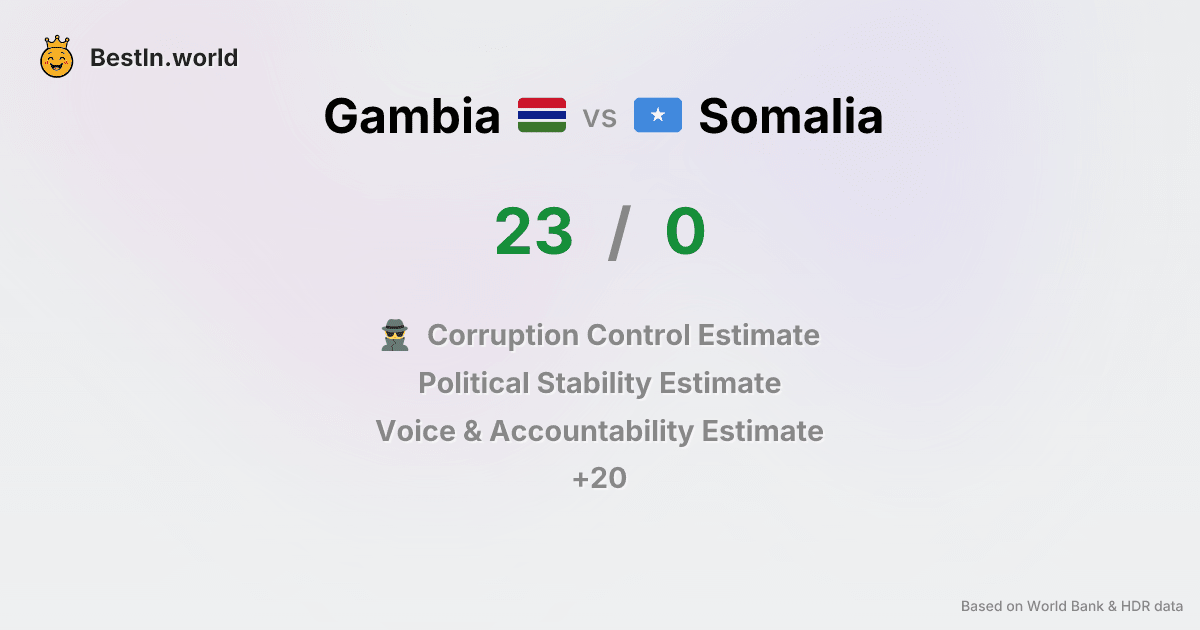 BestIn.world
Gambia vs Somalia
23 / 0
Corruption Control Estimate
Political Stability Estimate
Voice & Accountability Estimate
+20
Based on World Bank & HDR data